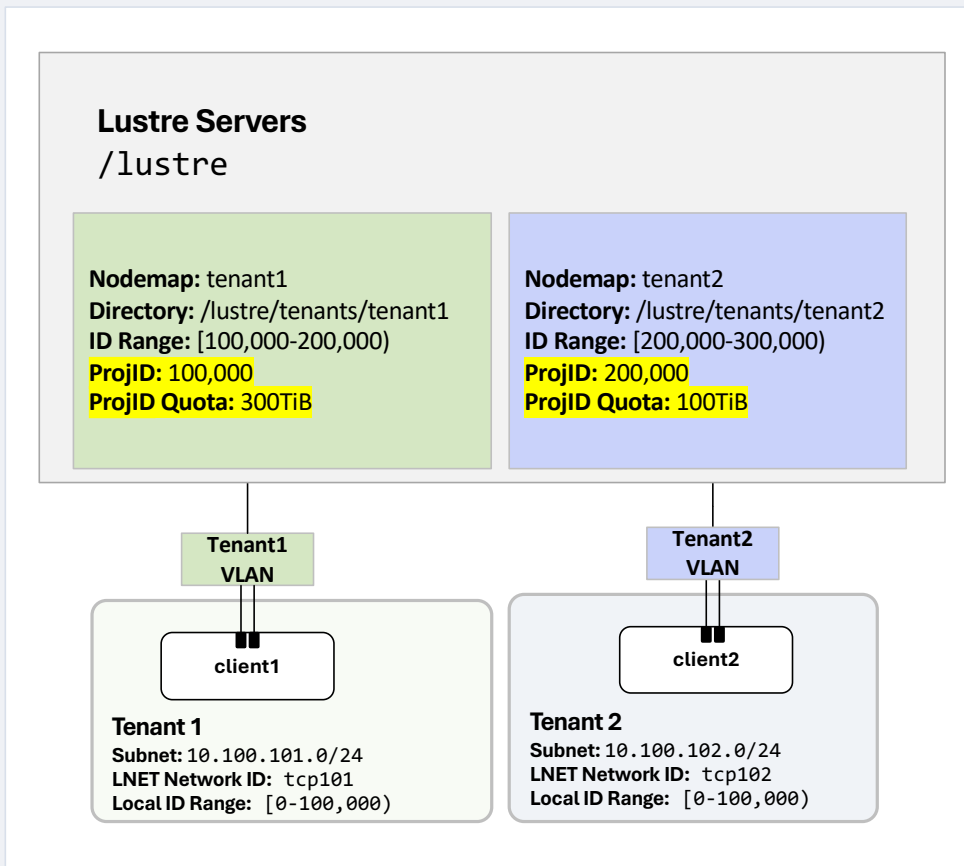 Lustre Servers
/lustre
Nodemap: tenant1
Directory: /lustre/tenants/tenant1
ID Range: [100,000-200,000)
ProjID: 100,000
ProjID Quota: 300TiB
Nodemap: tenant2
Directory: /lustre/tenants/tenant2
ID Range: [200,000-300,000)
ProjID: 200,000
ProjID Quota: 100TiB
Tenant1
VLAN
Tenant2
VLAN
client1
Tenant 1
Subnet: 10.100.101.0/24
LNET Network ID: tcp101
Local ID Range: [0-100,000)
client2
Tenant 2
Subnet: 10.100.102.0/24
LNET Network ID: tcp102
Local ID Range: [0-100,000)